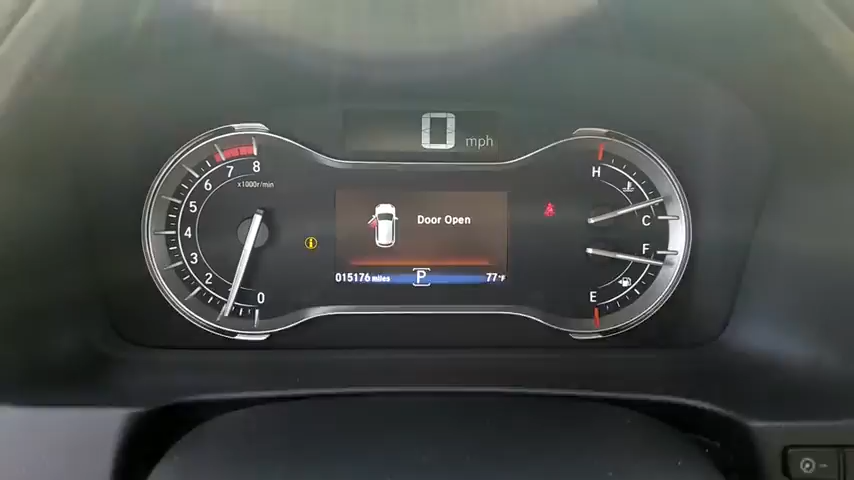 0 mph
8
7
6
5
4
3
2
0
x1000r/min
Door Open
015176 miles
P
77°F
H
C
F
E